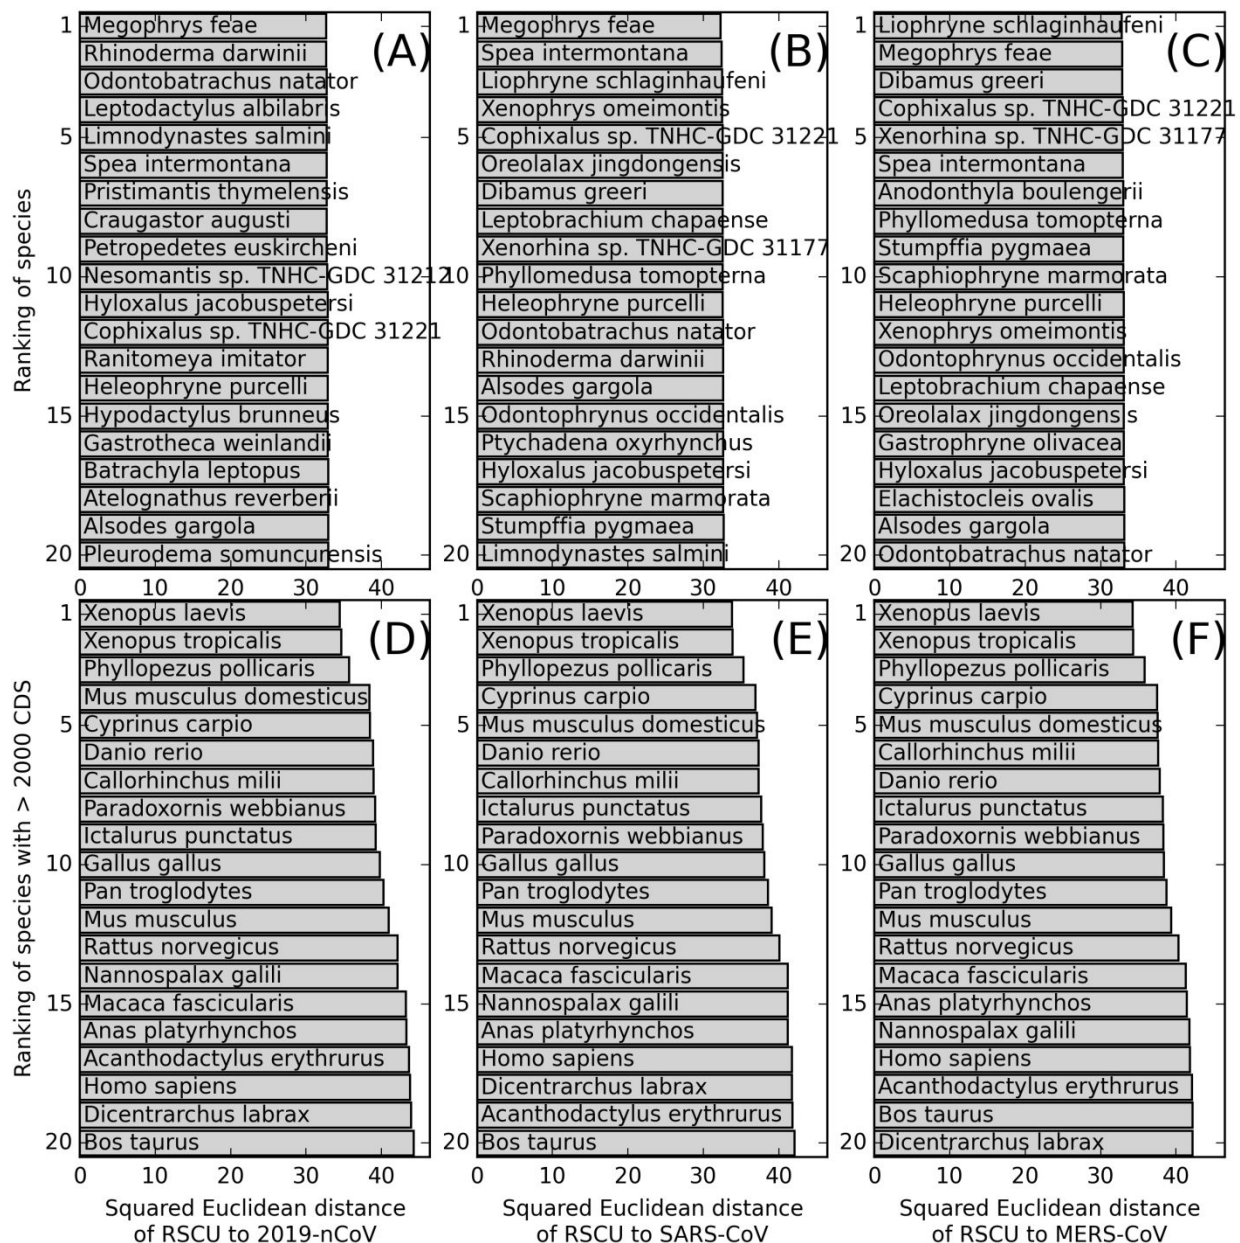 Ranking of species
1
5
10
15
20
Megophrys feae
Rhinoderma darwinii
Odontobatrachus natator
Leptodactylus albilabris
Limnodynastes salmini
Spea intermontana
Pristimantis thymelensis
Craugastor augusti
Petropedetes euskircheni
Nesomantis sp. TNHC-GDC 31212
Hyloxalus jacobuspetersi
Cophixalus sp. TNHC-GDC 31221
Ranitomeya imitator
Heleophryne purcelli
Hypodactylus brunneus
Gastrotheca weinlandii
Batrachyla leptopus
Atelognathus reverberii
Alsodes gargola
Pleurodema somuncurensis
(A)
0 10 20 30 40
Megophrys feae
Spea intermontana
Liophryne schlaginhaufeni
Xenophrys omeimontis
Cophixalus sp. TNHC-GDC 31221
Oreolalax jingdongensis
Dibamus greeri
Leptobrachium chapaense
Xenorhina sp. TNHC-GDC 31177
Phyllomedusa tomopterna
Heleophryne purcelli
Odontobatrachus natator
Rhinoderma darwinii
Alsodes gargola
Odontophrynus occidentalis
Ptychadena oxyrhynchus
Hyloxalus jacobuspetersi
Scaphiophryne marmorata
Stumpffia pygmaea
Limnodynastes salmini
(B)
0 10 20 30 40
Liophryne schlaginhaufeni
Megophrys feae
Dibamus greeri
Cophixalus sp. TNHC-GDC 31221
Xenorhina sp. TNHC-GDC 31177
Spea intermontana
Anodonthyla boulengerii
Phyllomedusa tomopterna
Stumpffia pygmaea
Scaphiophryne marmorata
Heleophryne purcelli
Xenophrys omeimontis
Odontophrynus occidentalis
Leptobrachium chapaense
Oreolalax jingdongensis
Gastrophryne olivacea
Hyloxalus jacobuspetersi
Elachistocleis ovalis
Alsodes gargola
Odontobatrachus natator
(C)
0 10 20 30 40
Ranking of species with > 2000 CDS
1
5
10
15
20
Xenopus laevis
Xenopus tropicalis
Phyllopezus pollicaris
Mus musculus domesticus
Cyprinus carpio
Danio rerio
Callorhinchus milii
Paradoxornis webbianus
Ictalurus punctatus
Gallus gallus
Pan troglodytes
Mus musculus
Rattus norvegicus
Nannospalax galili
Macaca fascicularis
Anas platyrhynchos
Acanthodactylus erythrurus
Homo sapiens
Dicentrarchus labrax
Bos taurus
(D)
0 10 20 30 40
Squared Euclidean distance
of RSCU to 2019-nCoV
1
5
10
15
20
Xenopus laevis
Xenopus tropicalis
Phyllopezus pollicaris
Cyprinus carpio
Mus musculus domesticus
Danio rerio
Callorhinchus milii
Ictalurus punctatus
Paradoxornis webbianus
Gallus gallus
Pan troglodytes
Mus musculus
Rattus norvegicus
Macaca fascicularis
Nannospalax galili
Anas platyrhynchos
Homo sapiens
Dicentrarchus labrax
Acanthodactylus erythrurus
Bos taurus
(E)
0 10 20 30 40
Squared Euclidean distance
of RSCU to SARS-CoV
1
5
10
15
20
Xenopus laevis
Xenopus tropicalis
Phyllopezus pollicaris
Cyprinus carpio
Mus musculus domesticus
Callorhinchus milii
Danio rerio
Ictalurus punctatus
Paradoxornis webbianus
Gallus gallus
Pan troglodytes
Mus musculus
Rattus norvegicus
Macaca fascicularis
Anas platyrhynchos
Nannospalax galili
Homo sapiens
Acanthodactylus erythrurus
Bos taurus
Dicentrarchus labrax
(F)
0 10 20 30 40
Squared Euclidean distance
of RSCU to MERS-CoV